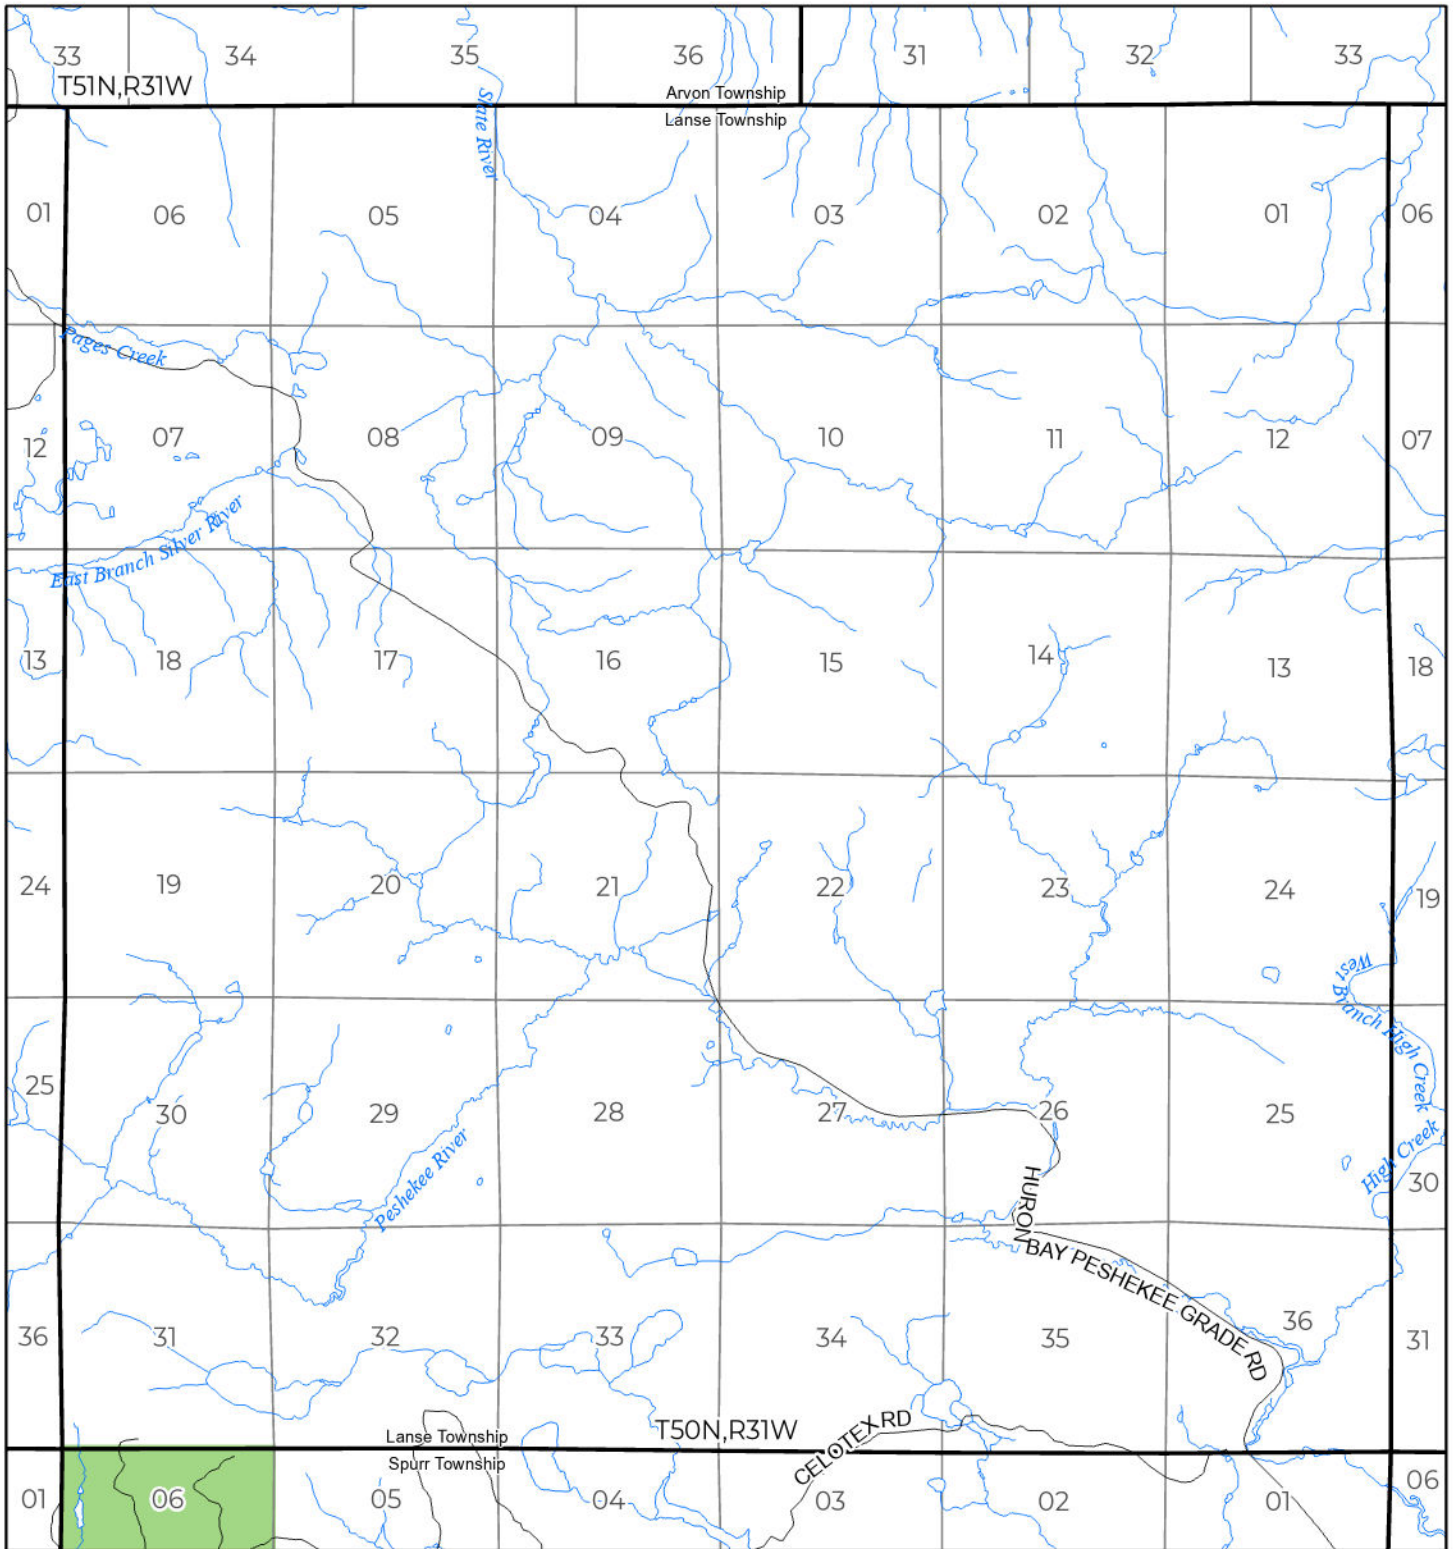 33 34 35 36 31 32 33
T51N,R31W
Arvon Township
Lanse Township
Slate River
01 06 05 04 03 02 01 06
Pages Creek
12 07 08 09 10 11 12 07
East Branch Silver River
13 18 17 16 15 14 13 18
24 19 20 21 22 23 24 19
West Branch High Creek
25 30 29 28 27 26 25 30
High Creek
Peshekee River
HURON BAY PESHEKEE GRADE RD
36 31 32 33 34 35 36 31
T50N,R31W
CELOTEX RD
Lanse Township
Spurr Township
01 06 05 04 03 02 01 06